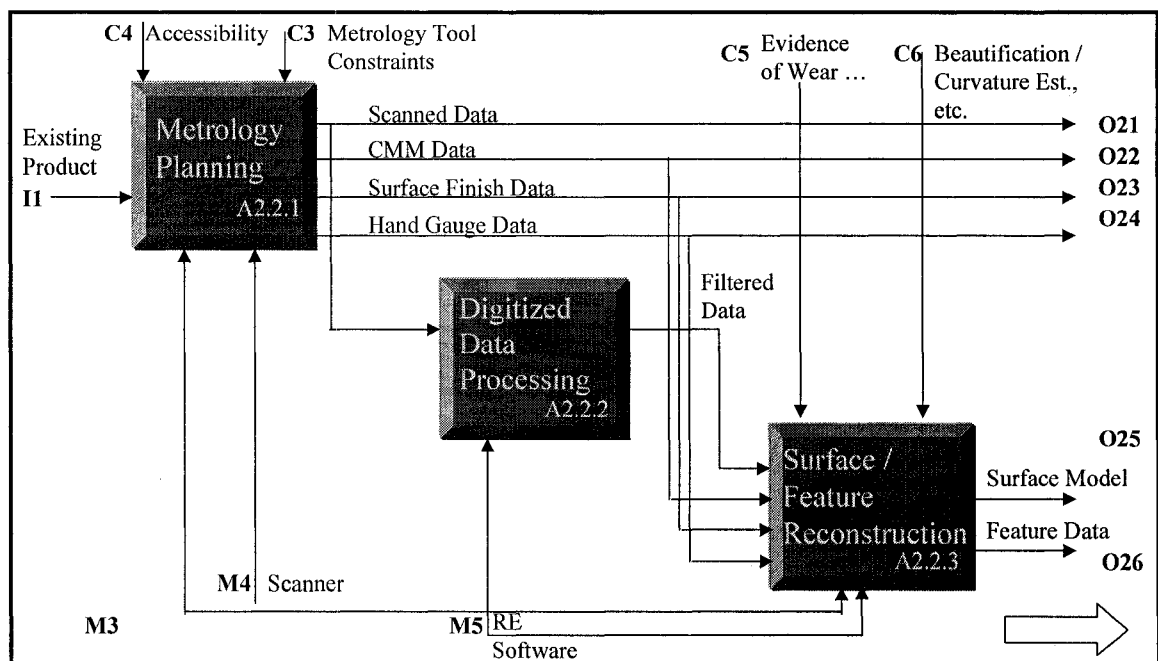 C4 Accessibility
C3 Metrology Tool
Constraints
C5 Evidence
of Wear ...
C6 Beautification /
Curvature Est.,
etc.
Existing
Product
I1
Metrology
Planning
A2.2.1
Scanned Data
CMM Data
Surface Finish Data
Hand Gauge Data
O21
O22
O23
O24
Digitized
Data
Processing
A2.2.2
Filtered
Data
Surface /
Feature
Reconstruction
A2.2.3
O25
Surface Model
Feature Data
O26
M4 Scanner
M3
M5 RE
Software